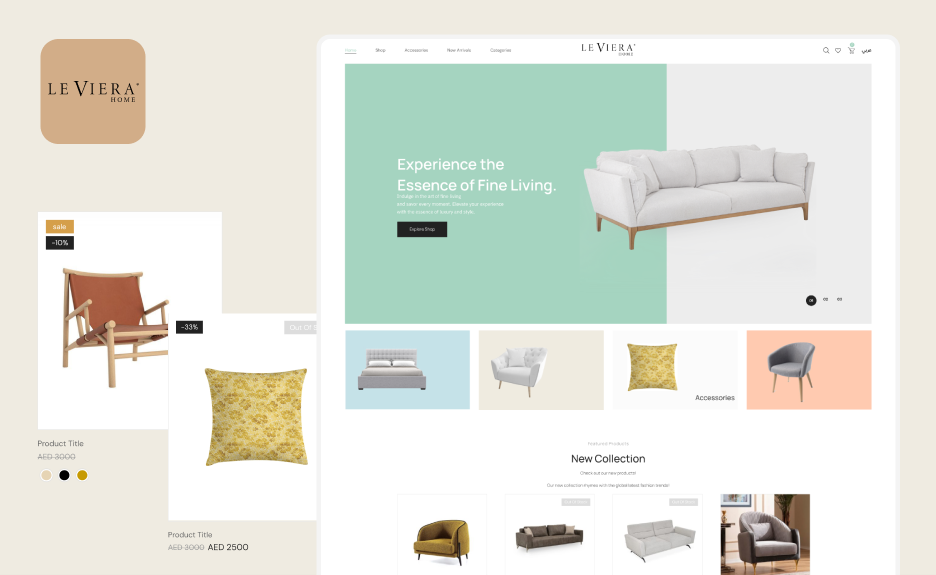 LE VIERA
HOME
sale
-10%
Product Title
AED 3000
-33%
Out Of
Product Title
AED 3000 AED 2500
Home Shop Accessories New Arrivals Categories
LE VIERA
HOME
عربي
Experience the
Essence of Fine Living.
Indulge in the art of fine living,
and savor every moment. Elevate your experience
with the essence of luxury and style.
Explore Shop
01 02 03
Accessories
Featured Products
New Collection
Check out our new products!
Our new collection rhymes with the global latest fashion trends!